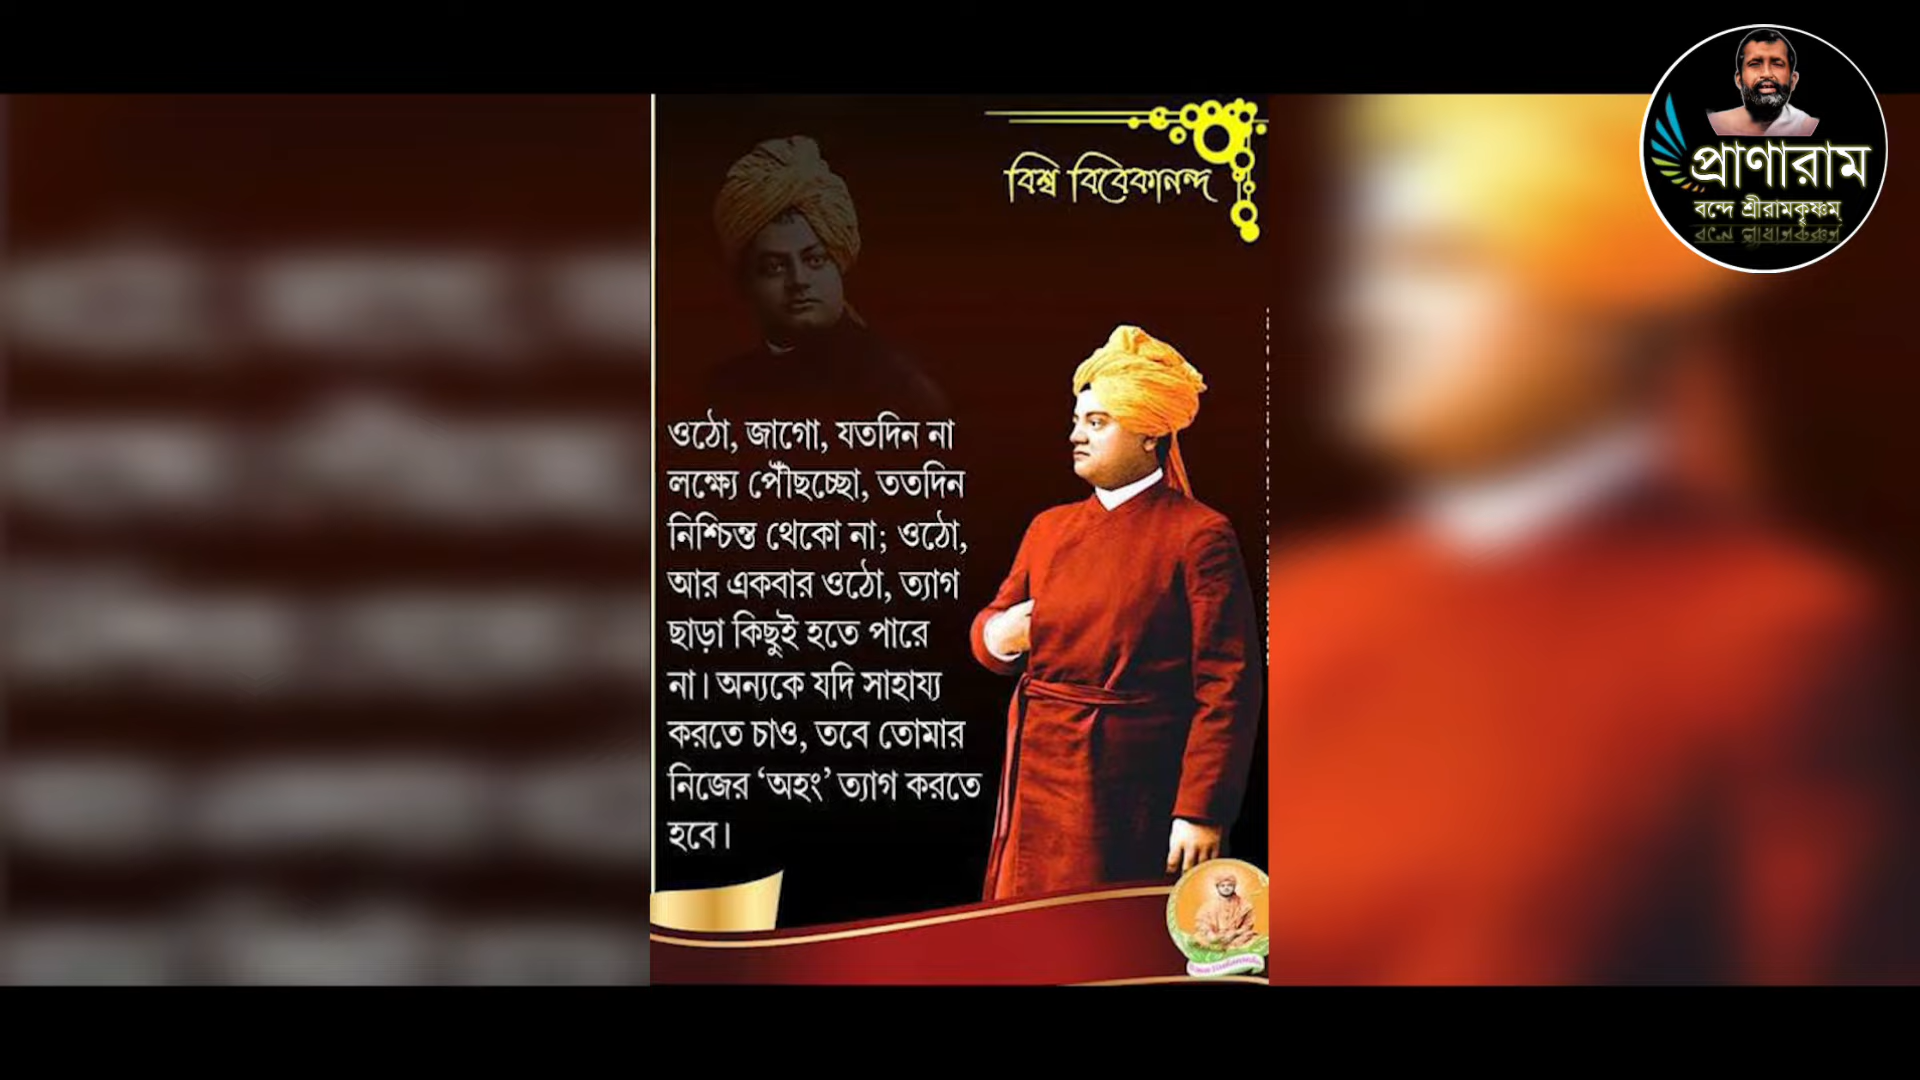 প্রাণারাম
বন্দে শ্রীরামকৃষ্ণম্
বিশ্ব বিবেকানন্দ
ওঠো, জাগো, যতদিন না
লক্ষ্যে পৌঁছচ্ছো, ততদিন
নিশ্চিন্ত থেকো না; ওঠো,
আর একবার ওঠো, ত্যাগ
ছাড়া কিছুই হতে পারে
না। অন্যকে যদি সাহায্য
করতে চাও, তবে তোমার
নিজের ‘অহং’ ত্যাগ করতে
হবে।